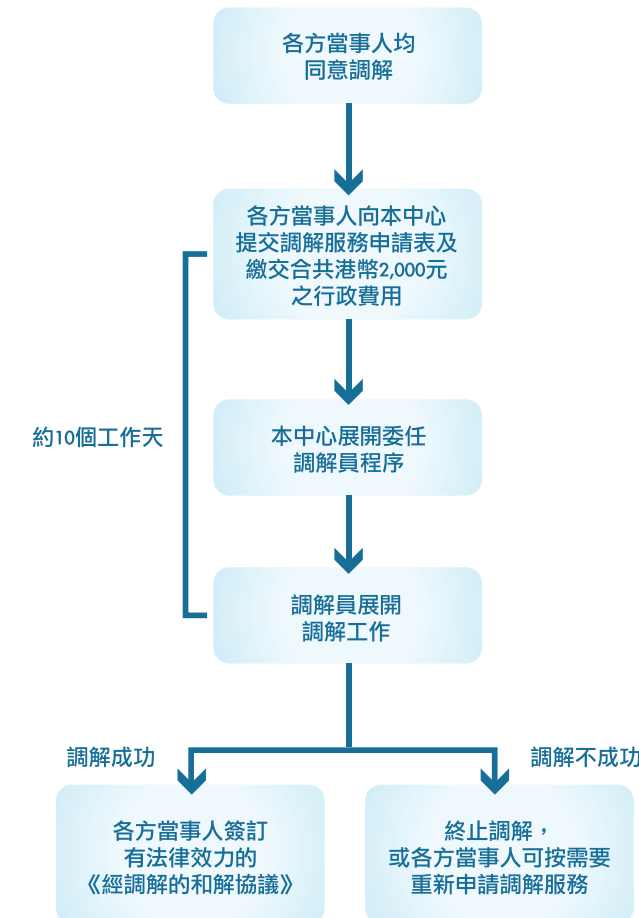 各方當事人均
同意調解
各方當事人向本中心
提交調解服務申請表及
繳交合共港幣2,000元
之行政費用
約10個工作天
本中心展開委任
調解員程序
調解員展開
調解工作
調解成功
調解不成功
各方當事人簽訂
有法律效力的
《經調解的和解協議》
終止調解，
或各方當事人可按需要
重新申請調解服務